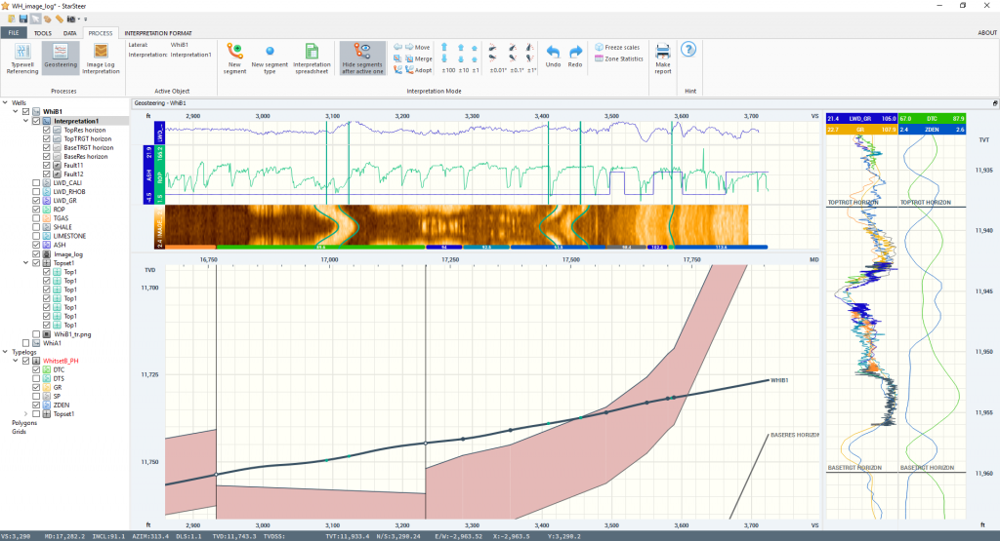 WH_image_log* - StarSteer
FILE TOOLS DATA PROCESS INTERPRETATION FORMAT ABOUT
Typewell Referencing
Geosteering
Image Log Interpretation
Processes
Lateral: WhiB1
Interpretation: Interpretation1
Active Object
New segment
New segment type
Interpretation spreadsheet
Hide segments after active one
Move
Merge
Adopt
±100 ±10 ±1
±0.01° ±0.1° ±1°
Undo Redo
Freeze scales
Zone Statistics
Interpretation Mode
Make report
Hint
Wells
WhiB1
Interpretation1
TopRes horizon
TopTRGT horizon
BaseTRGT horizon
BaseRes horizon
Fault11
Fault12
LWD_CALI
LWD_RHOB
LWD_GR
ROP
TGAS
SHALE
LIMESTONE
ASH
Image_log
Topset1
Top1
Top1
Top1
Top1
Top1
Top1
Top1
WhiB1_tr.png
WhiA1
Typelogs
WhitsetB_PH
DTC
DTS
GR
SP
ZDEN
Topset1
Polygons
Grids
Geosteering - WhiB1
ft 2,900 3,000 3,100 3,200 3,300 3,400 3,500 3,600 3,700 VS
21.9 ASH -4.5
166.2 ROP 1.5
16,750 17,000 17,250 17,500 17,750 MD
TVD
11,700
11,725
11,750
WHIB1
BASERES HORIZON
ft 2,900 3,000 3,100 3,200 3,300 3,400 3,500 3,600 3,700 VS
21.4 LWD_GR 105.0 67.0 DTC 87.9
22.7 GR 107.9 2.4 ZDEN 2.6
TVT
11,935
TOPTRGT HORIZON TOPTRGT HORIZON
11,940
11,945
11,950
11,955
BASETRGT HORIZON BASETRGT HORIZON
11,960
ft
VS:3,290 MD:17,282.2 INCL:91.1 AZIM:313.4 DLS:1.1 TVD:11,743.3 TVDSS: TVT:11,933.4 N/S:3,298.24 E/W:-2,963.52 X:-2,963.5 Y:3,298.2